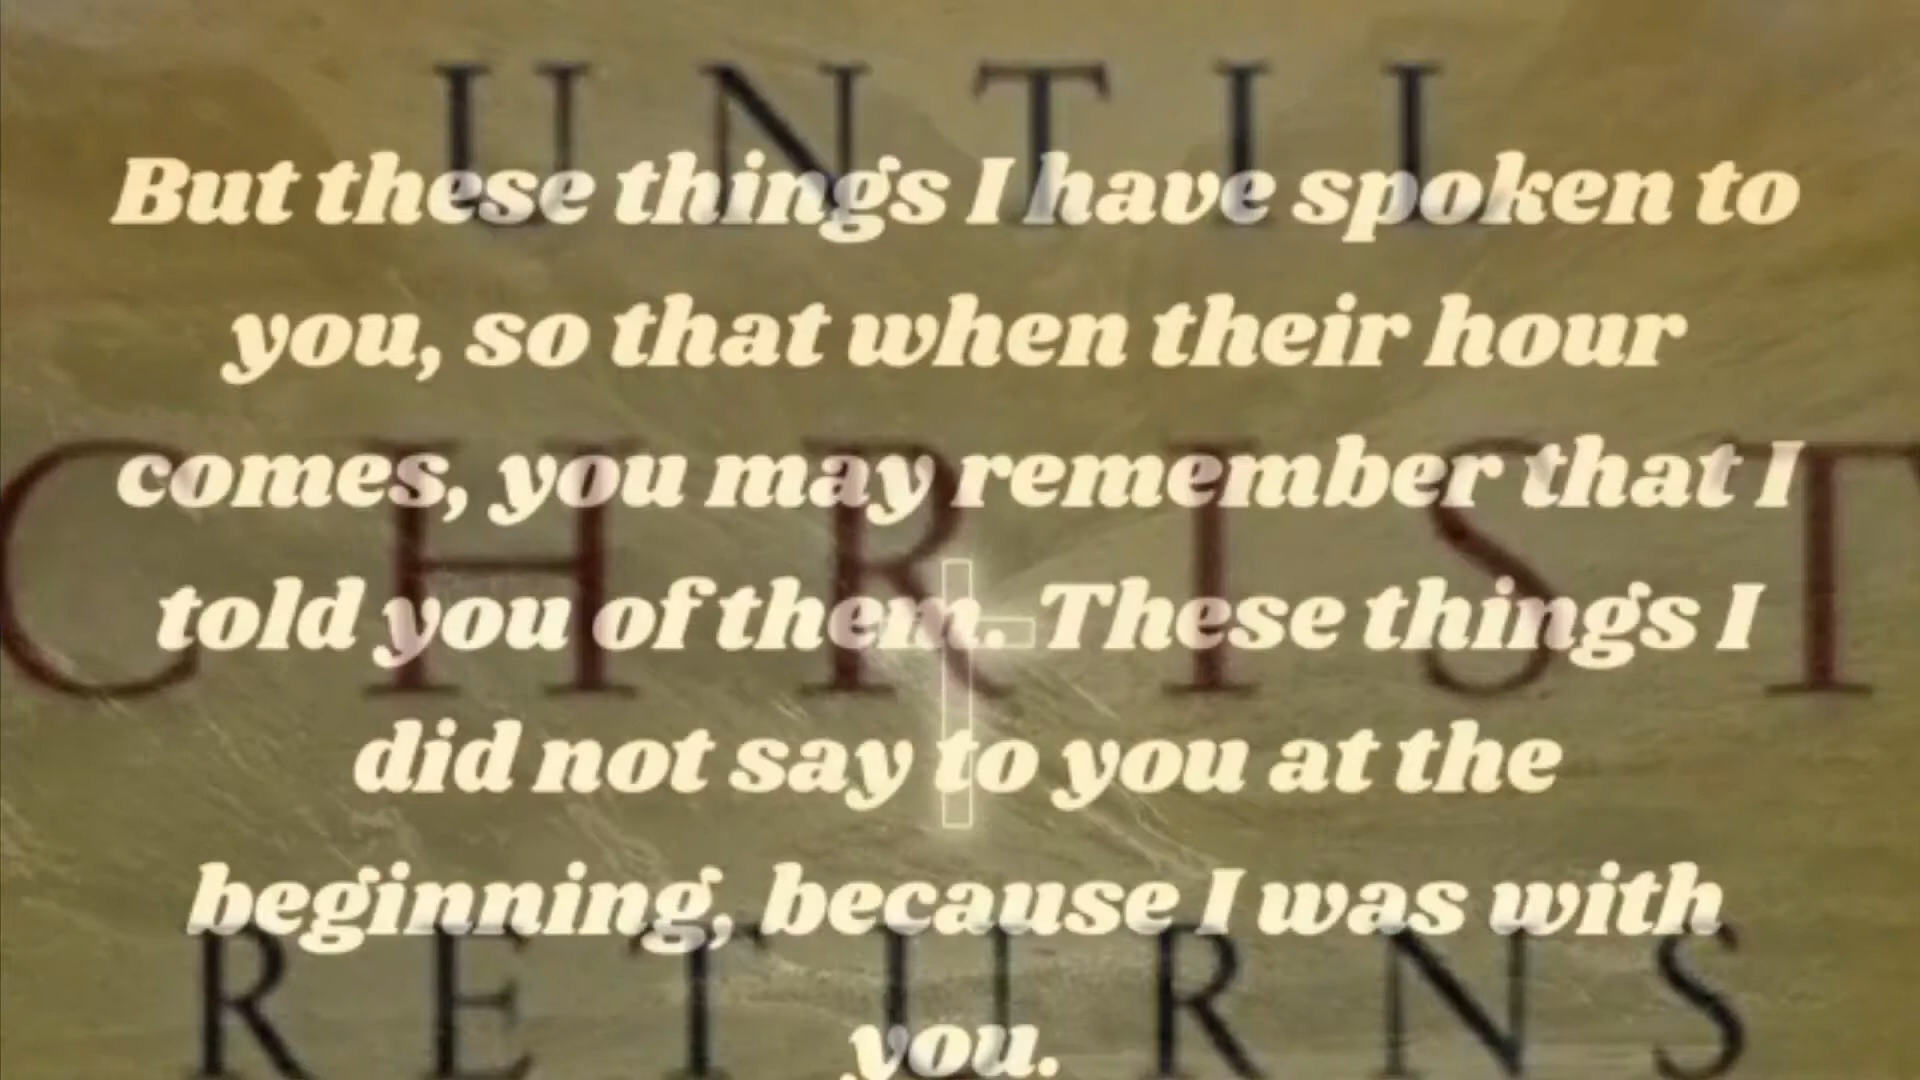 UNTIL
But these things I have spoken to
you, so that when their hour
CHRIST
comes, you may remember that I
told you of them. These things I
did not say to you at the
beginning, because I was with
RETURNS
you.